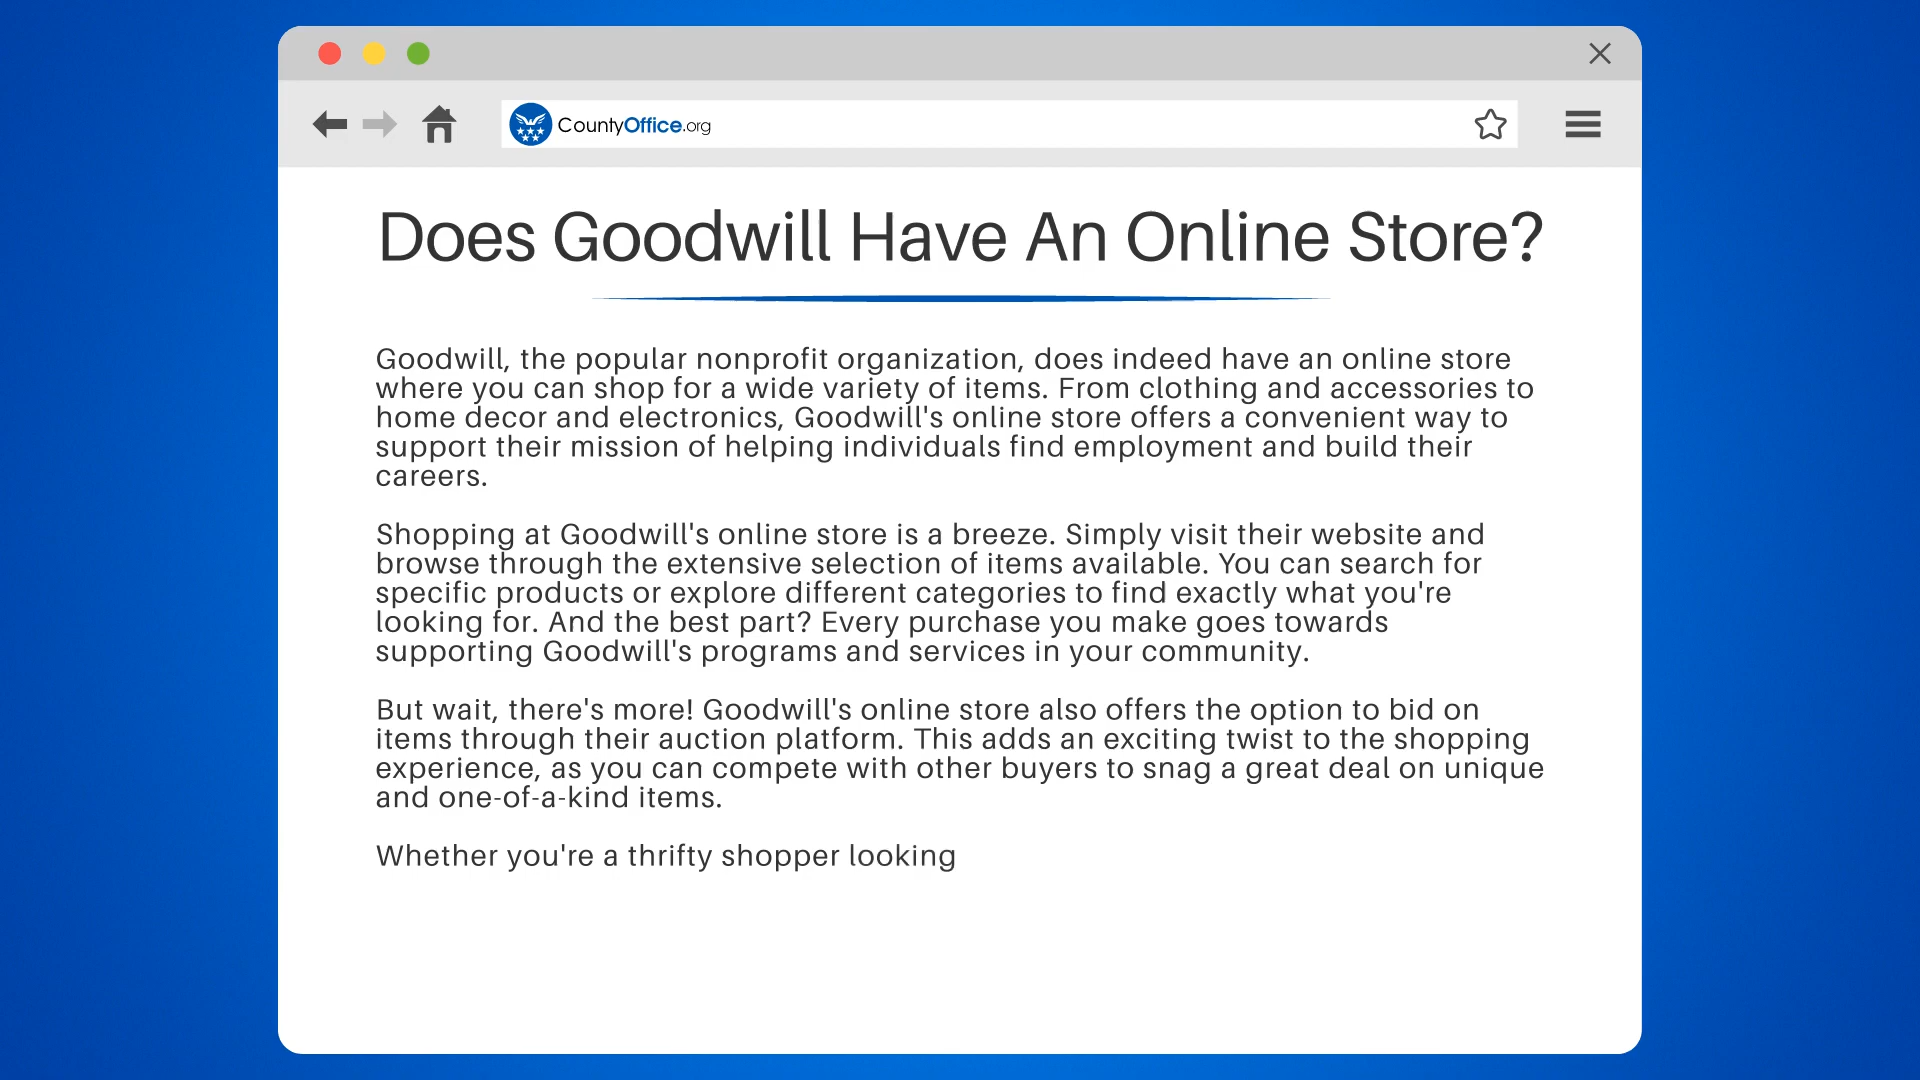 CountyOffice.org
Does Goodwill Have An Online Store?
Goodwill, the popular nonprofit organization, does indeed have an online store
where you can shop for a wide variety of items. From clothing and accessories to
home decor and electronics, Goodwill's online store offers a convenient way to
support their mission of helping individuals find employment and build their
careers.
Shopping at Goodwill's online store is a breeze. Simply visit their website and
browse through the extensive selection of items available. You can search for
specific products or explore different categories to find exactly what you're
looking for. And the best part? Every purchase you make goes towards
supporting Goodwill's programs and services in your community.
But wait, there's more! Goodwill's online store also offers the option to bid on
items through their auction platform. This adds an exciting twist to the shopping
experience, as you can compete with other buyers to snag a great deal on unique
and one-of-a-kind items.
Whether you're a thrifty shopper looking